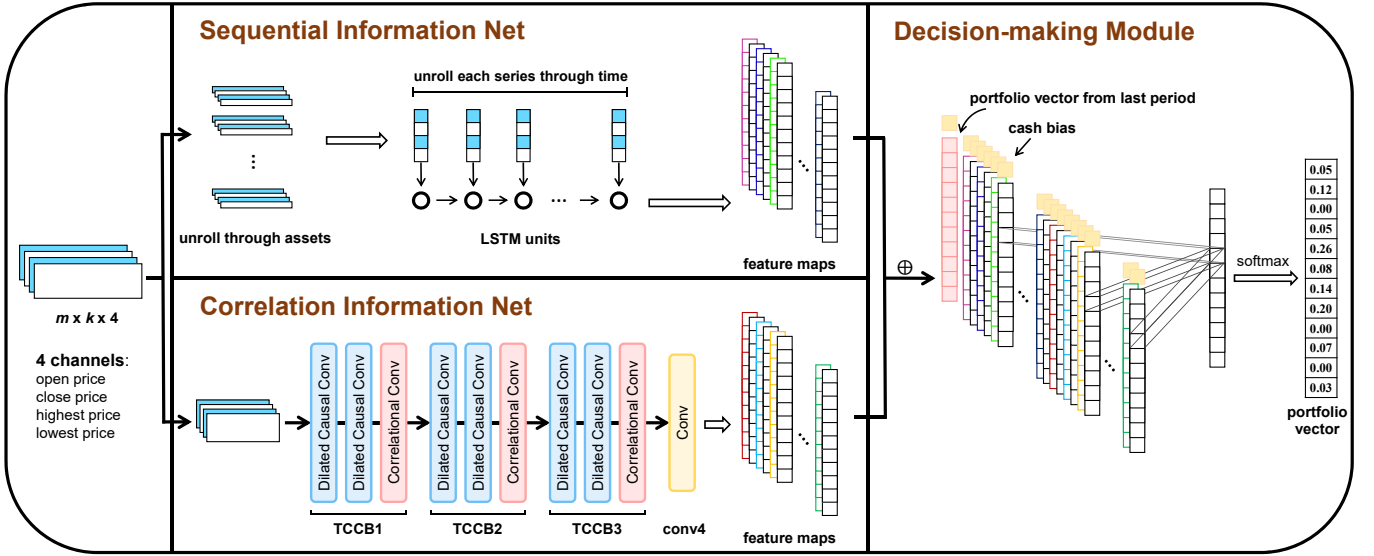 Sequential Information Net
unroll each series through time
...
unroll through assets
...
LSTM units
...
feature maps
m x k x 4
4 channels:
open price
close price
highest price
lowest price
Correlation Information Net
Dilated Causal Conv
Dilated Causal Conv
Correlational Conv
TCCB1
Dilated Causal Conv
Dilated Causal Conv
Correlational Conv
TCCB2
Dilated Causal Conv
Dilated Causal Conv
Correlational Conv
TCCB3
Conv
conv4
...
feature maps
Decision-making Module
portfolio vector from last period
cash bias
⊕
...
...
softmax
0.05
0.12
0.00
0.05
0.26
0.08
0.14
0.20
0.00
0.07
0.00
0.03
portfolio
vector